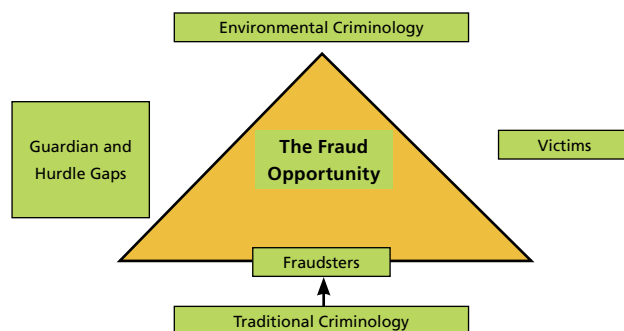 Environmental Criminology
Guardian and
Hurdle Gaps
The Fraud
Opportunity
Victims
Fraudsters
Traditional Criminology